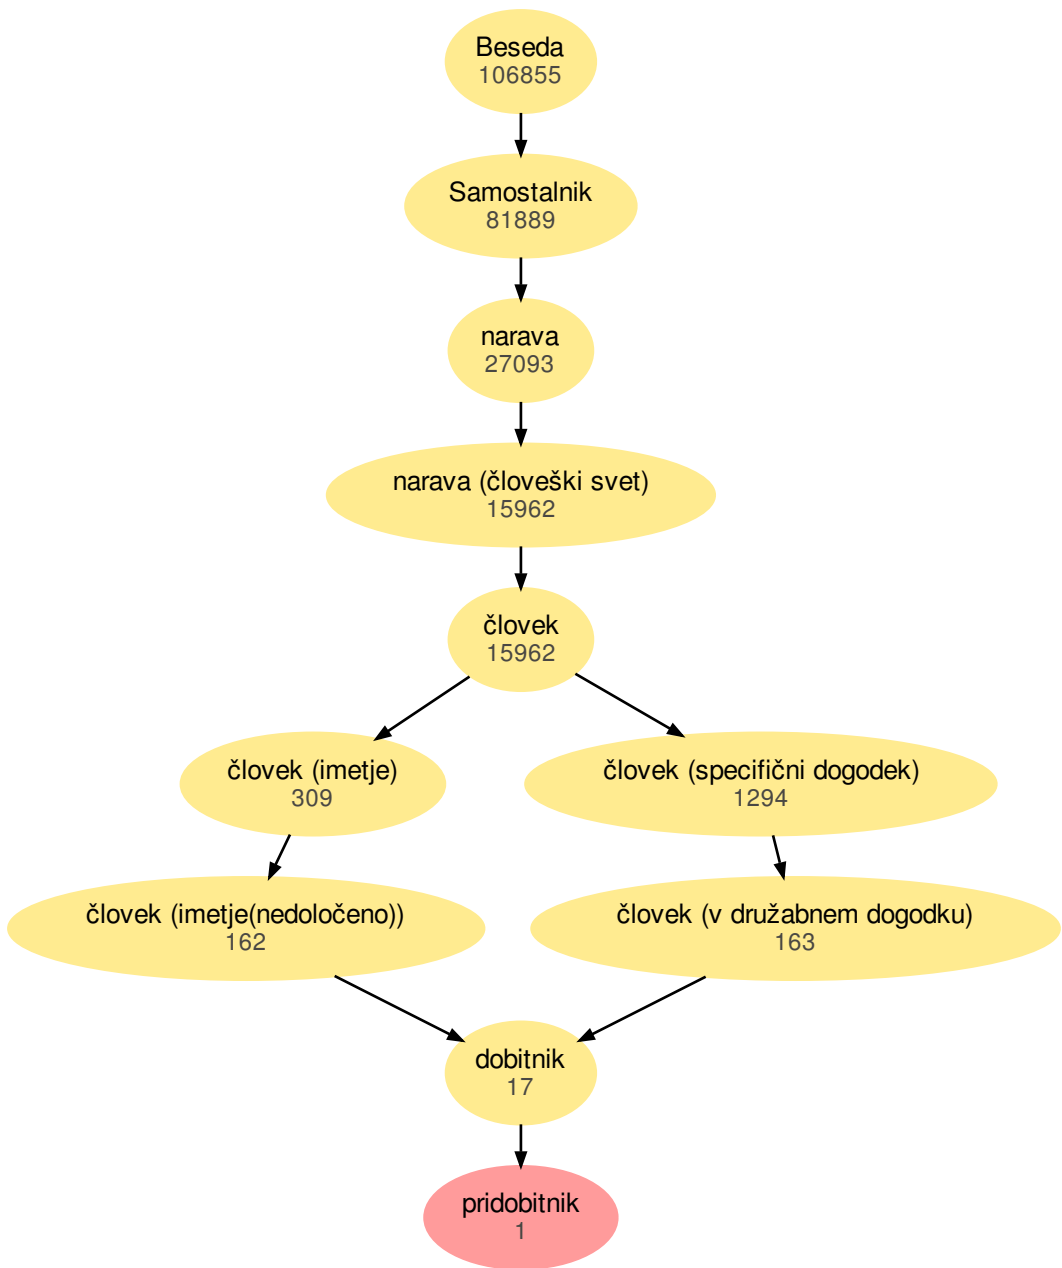 Beseda
106855
Samostalnik
81889
narava
27093
narava (človeški svet)
15962
človek
15962
človek (imetje)
309
človek (specifični dogodek)
1294
človek (imetje(nedoločeno))
162
človek (v družabnem dogodku)
163
dobitnik
17
pridobitnik
1